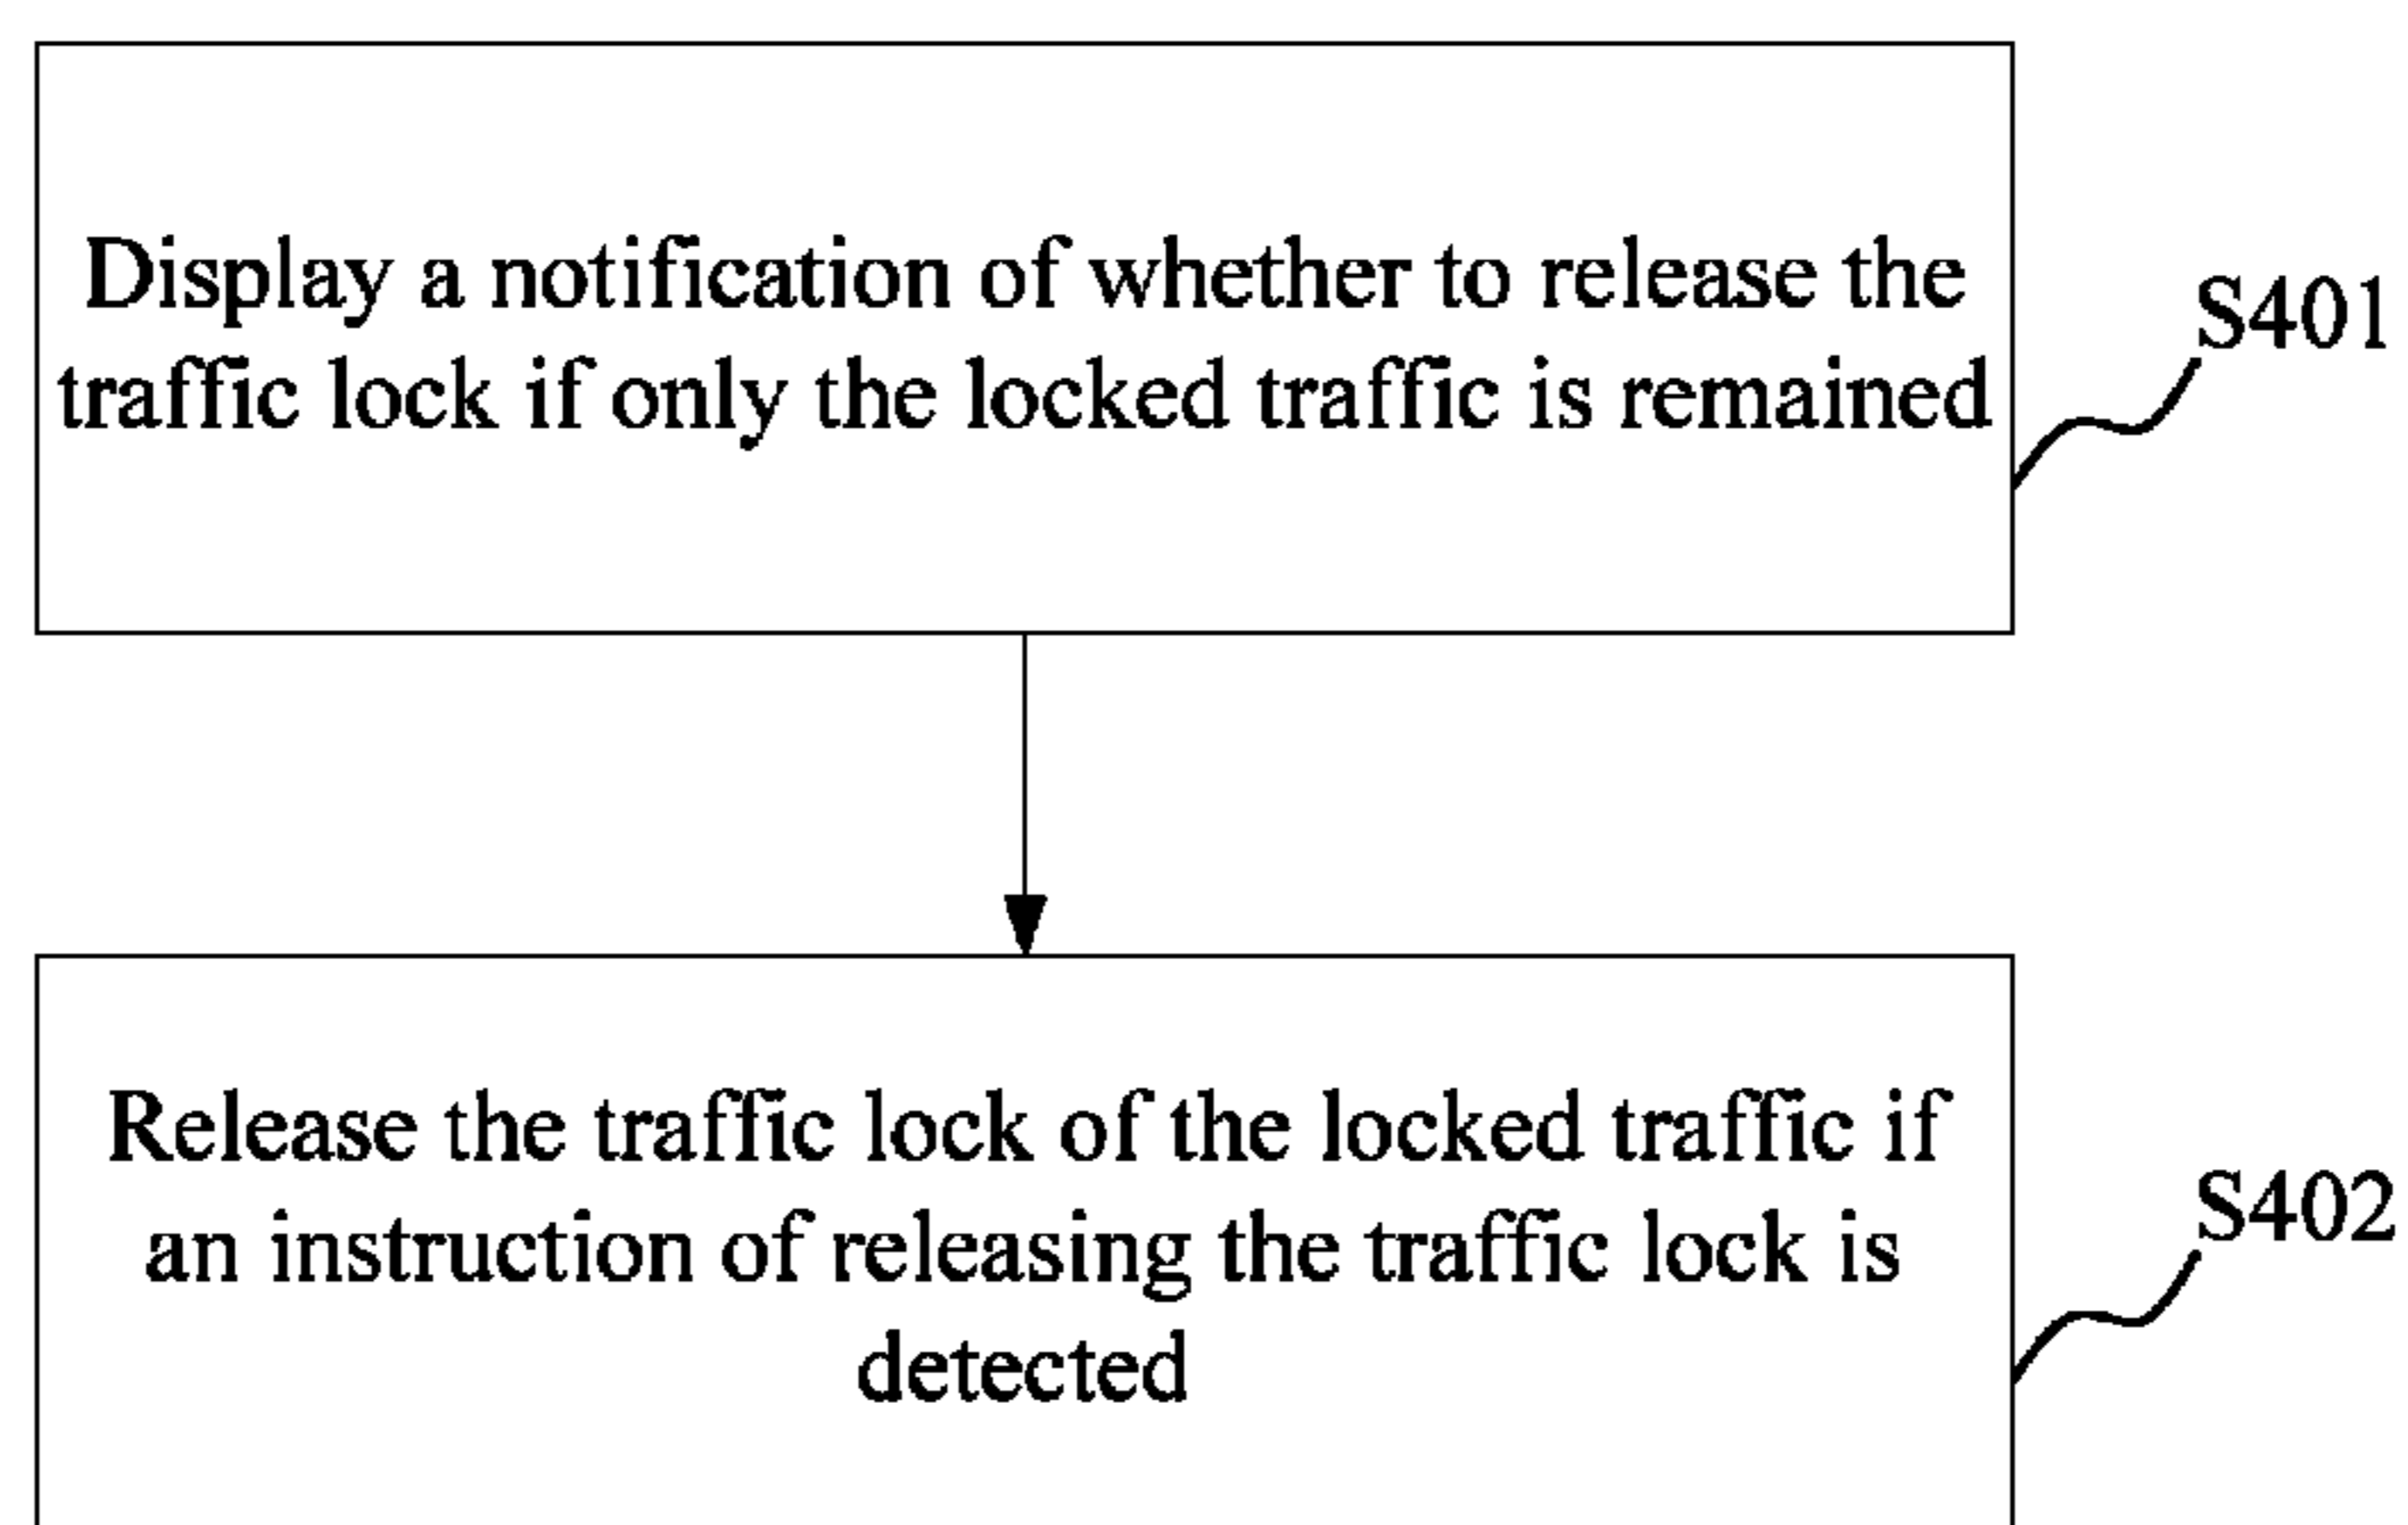 Display a notification of whether to release the
traffic lock if only the locked traffic is remained
S401
Release the traffic lock of the locked traffic if
an instruction of releasing the traffic lock is
detected
S402